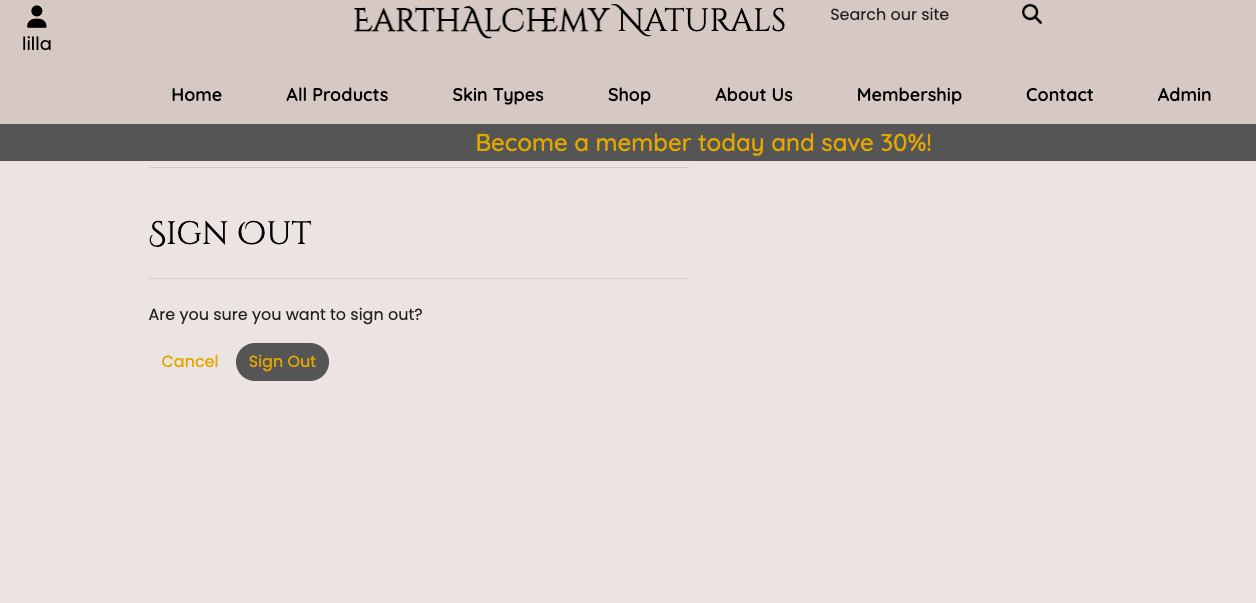 EarthAlchemy Naturals
Search our site
lilla
Home All Products Skin Types Shop About Us Membership Contact Admin
Become a member today and save 30%!
Sign Out
Are you sure you want to sign out?
Cancel Sign Out